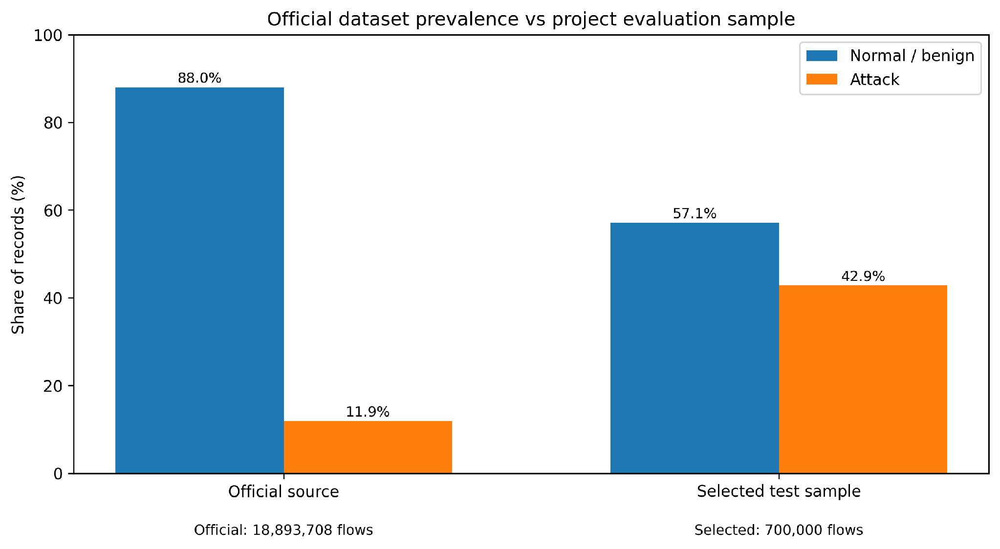 Official dataset prevalence vs project evaluation sample
Normal / benign
Attack
Share of records (%)
100
80
60
40
20
0
88.0%
11.9%
57.1%
42.9%
Official source
Selected test sample
Official: 18,893,708 flows
Selected: 700,000 flows